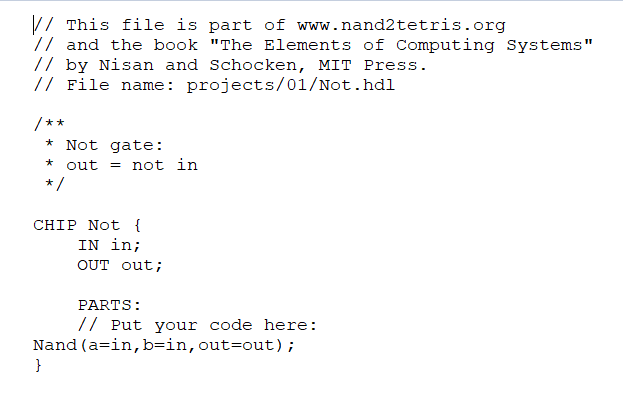 // This file is part of www.nand2tetris.org
// and the book "The Elements of Computing Systems"
// by Nisan and Schocken, MIT Press.
// File name: projects/01/Not.hdl

/**
 * Not gate:
 * out = not in
 */

CHIP Not {
    IN in;
    OUT out;

    PARTS:
    // Put your code here:
Nand(a=in,b=in,out=out);
}